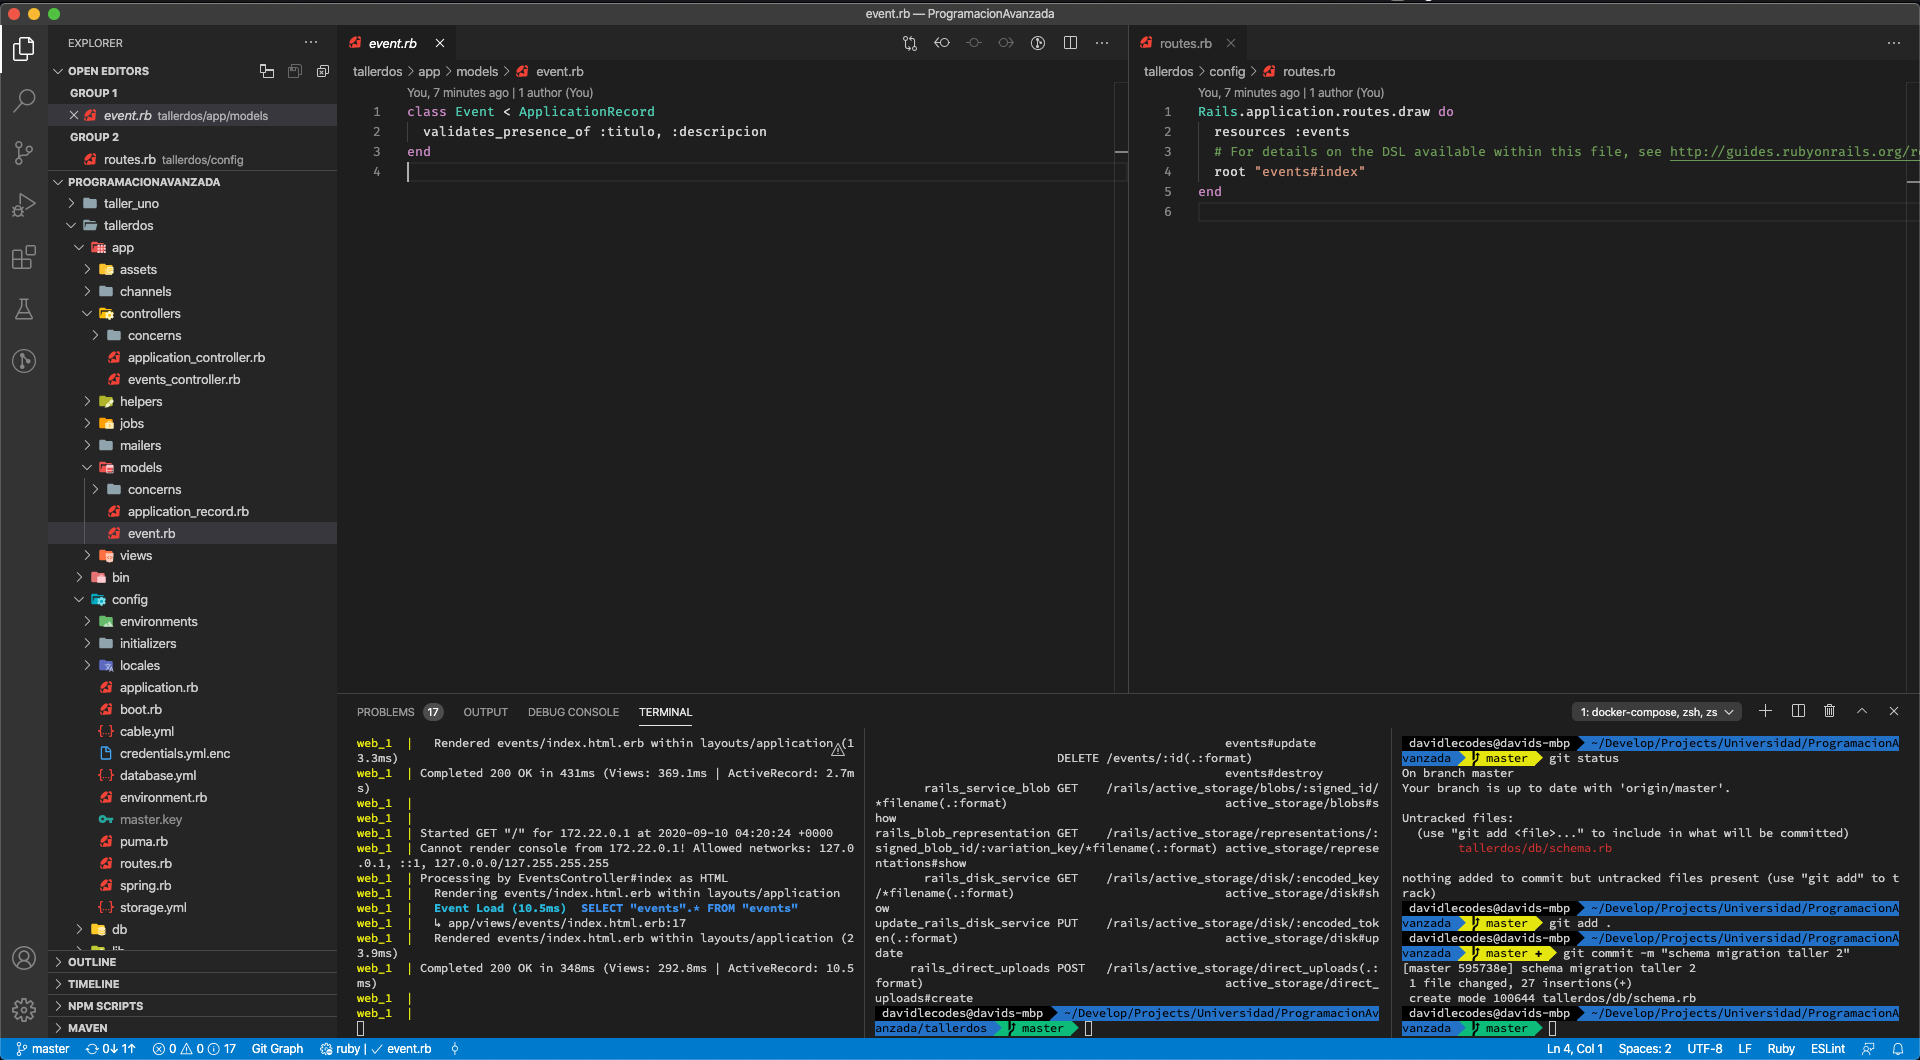 event.rb — ProgramacionAvanzada
EXPLORER
OPEN EDITORS
GROUP 1
event.rb tallerdos/app/models
GROUP 2
routes.rb tallerdos/config
PROGRAMACIONAVANZADA
taller_uno
tallerdos
app
assets
channels
controllers
concerns
application_controller.rb
events_controller.rb
helpers
jobs
mailers
models
concerns
application_record.rb
event.rb
views
bin
config
environments
initializers
locales
application.rb
boot.rb
cable.yml
credentials.yml.enc
database.yml
environment.rb
master.key
puma.rb
routes.rb
spring.rb
storage.yml
db
OUTLINE
TIMELINE
NPM SCRIPTS
MAVEN
event.rb
tallerdos > app > models > event.rb
You, 7 minutes ago | 1 author (You)
1 class Event < ApplicationRecord
2 validates_presence_of :titulo, :descripcion
3 end
4
routes.rb
tallerdos > config > routes.rb
You, 7 minutes ago | 1 author (You)
1 Rails.application.routes.draw do
2 resources :events
3 # For details on the DSL available within this file, see http://guides.rubyonrails.org/r
4 root "events#index"
5 end
6
PROBLEMS 17 OUTPUT DEBUG CONSOLE TERMINAL
1: docker-compose, zsh, zs
web_1 | Rendered events/index.html.erb within layouts/application (1
3.3ms)
web_1 | Completed 200 OK in 431ms (Views: 369.1ms | ActiveRecord: 2.7m
s)
web_1 |
web_1 |
web_1 | Started GET "/" for 172.22.0.1 at 2020-09-10 04:20:24 +0000
web_1 | Cannot render console from 172.22.0.1! Allowed networks: 127.0
.0.1, ::1, 127.0.0.0/127.255.255.255
web_1 | Processing by EventsController#index as HTML
web_1 | Rendering events/index.html.erb within layouts/application
web_1 | Event Load (10.5ms) SELECT "events".* FROM "events"
web_1 | ↳ app/views/events/index.html.erb:17
web_1 | Rendered events/index.html.erb within layouts/application (2
3.9ms)
web_1 | Completed 200 OK in 348ms (Views: 292.8ms | ActiveRecord: 10.5
ms)
web_1 |
web_1 |
events#update
DELETE /events/:id(.:format)
events#destroy
rails_service_blob GET /rails/active_storage/blobs/:signed_id/
*filename(.:format) active_storage/blobs#s
how
rails_blob_representation GET /rails/active_storage/representations/:
signed_blob_id/:variation_key/*filename(.:format) active_storage/represe
ntations#show
rails_disk_service GET /rails/active_storage/disk/:encoded_key
/*filename(.:format) active_storage/disk#sh
ow
update_rails_disk_service PUT /rails/active_storage/disk/:encoded_tok
en(.:format) active_storage/disk#up
date
rails_direct_uploads POST /rails/active_storage/direct_uploads(.:
format) active_storage/direct_
uploads#create
davidlecodes@davids-mbp ~/Develop/Projects/Universidad/ProgramacionAv
anzada/tallerdos master
davidlecodes@davids-mbp ~/Develop/Projects/Universidad/ProgramacionA
vanzada master git status
On branch master
Your branch is up to date with 'origin/master'.
Untracked files:
(use "git add <file>..." to include in what will be committed)
tallerdos/db/schema.rb
nothing added to commit but untracked files present (use "git add" to t
rack)
davidlecodes@davids-mbp ~/Develop/Projects/Universidad/ProgramacionA
vanzada master git add .
davidlecodes@davids-mbp ~/Develop/Projects/Universidad/ProgramacionA
vanzada master + git commit -m "schema migration taller 2"
[master 595738e] schema migration taller 2
1 file changed, 27 insertions(+)
create mode 100644 tallerdos/db/schema.rb
davidlecodes@davids-mbp ~/Develop/Projects/Universidad/ProgramacionA
vanzada master
master 0↓ 1↑ 0 0 17 Git Graph ruby | ✓ event.rb
Ln 4, Col 1 Spaces: 2 UTF-8 LF Ruby ESLint